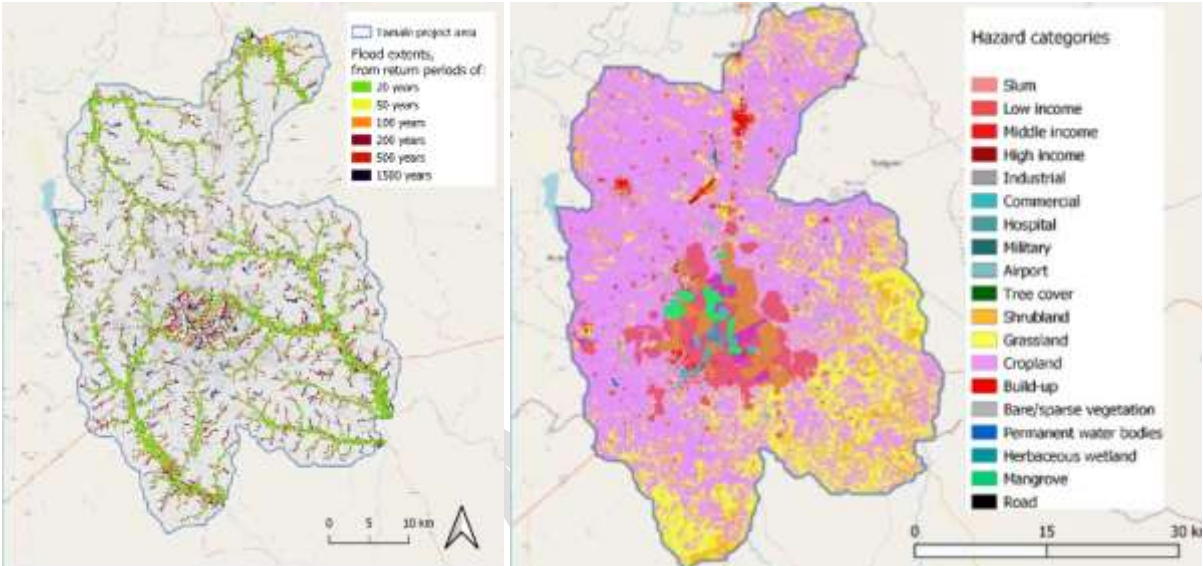 Tamale project area
Flood extents,
from return periods of:
20 years
50 years
100 years
200 years
500 years
1500 years
0 5 10 km
Hazard categories
Slum
Low income
Middle income
High income
Industrial
Commercial
Hospital
Military
Airport
Tree cover
Shrubland
Grassland
Cropland
Build-up
Bare/sparse vegetation
Permanent water bodies
Herbaceous wetland
Mangrove
Road
0 15 30 k